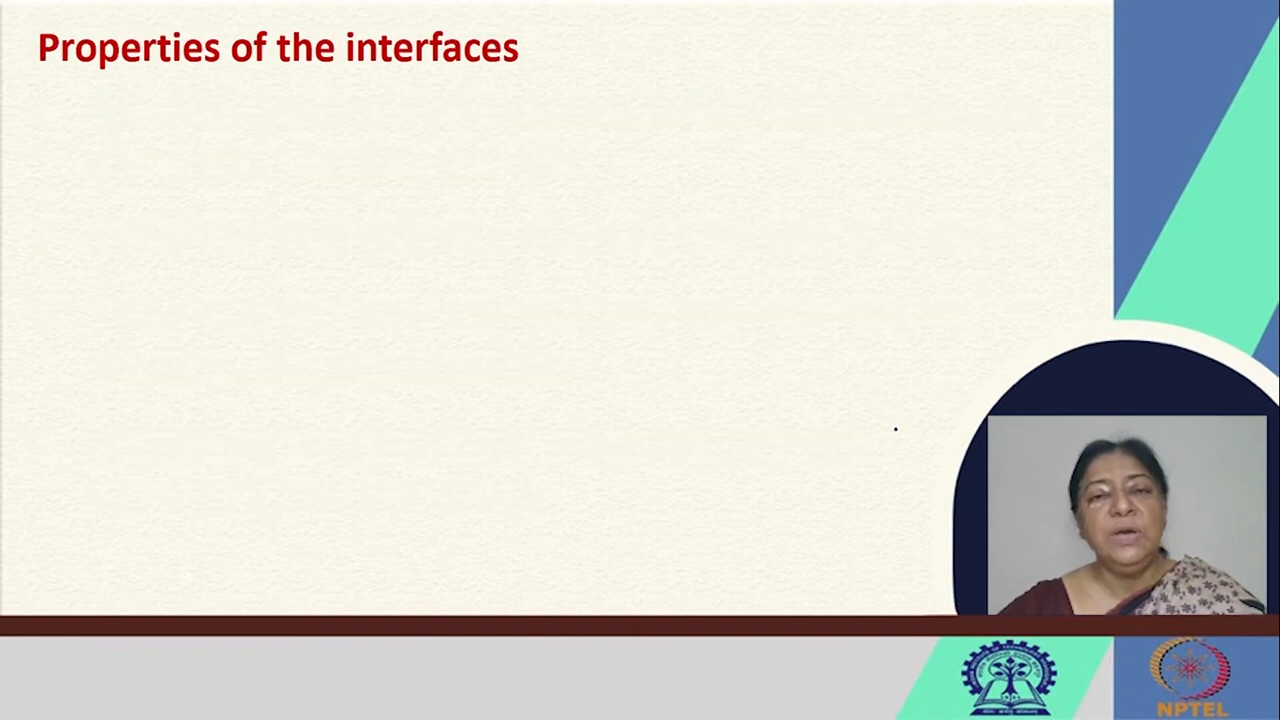 Properties of the interfaces
NPTEL